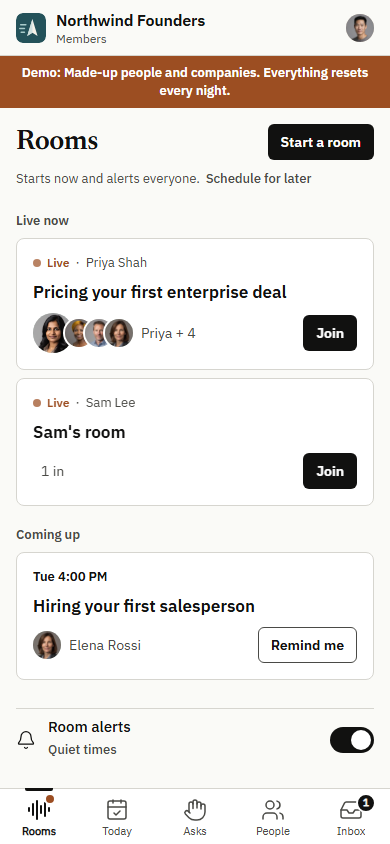 Northwind Founders
Members
Demo: Made-up people and companies. Everything resets
every night.
Rooms
Start a room
Starts now and alerts everyone. Schedule for later
Live now
Live · Priya Shah
Pricing your first enterprise deal
Priya + 4
Join
Live · Sam Lee
Sam's room
1 in
Join
Coming up
Tue 4:00 PM
Hiring your first salesperson
Elena Rossi
Remind me
Room alerts
Quiet times
1
Rooms
Today
Asks
People
Inbox